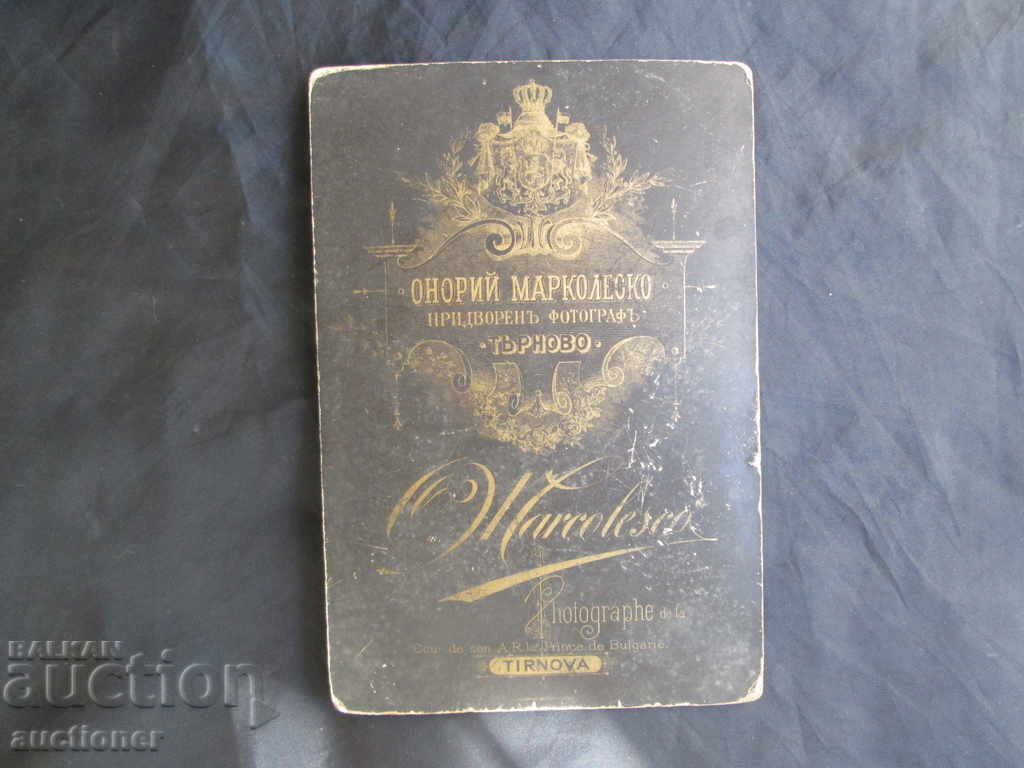 ОНОРИЙ МАРКОЛЕСКО
ПРИДВОРЕНЪ ФОТОГРАФЪ
· ТЪРНОВО ·
O. Marcolesco
Photographe de la
Cour de son A.R. le Prince de Bulgarie.
TIRNOVA
BALKAN
auction
auctioner